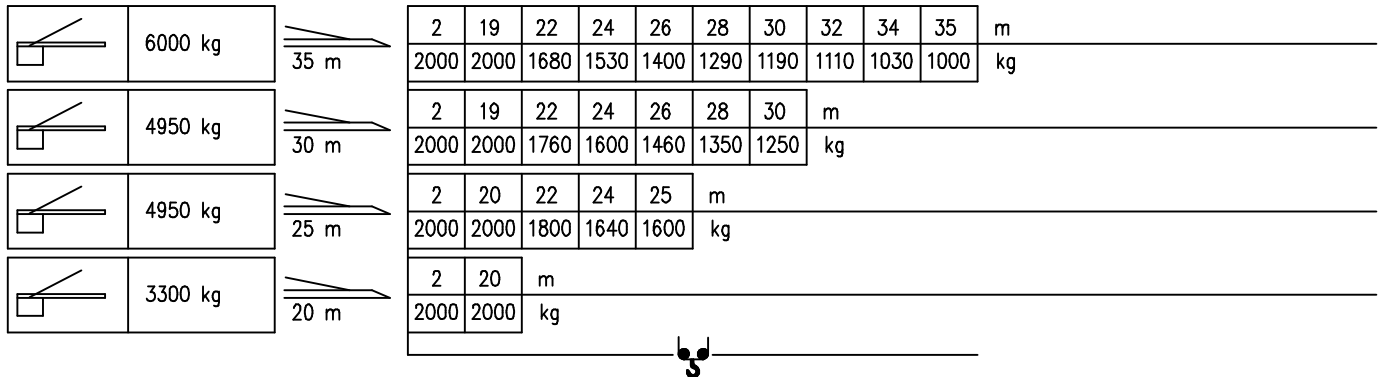 2 19 22 24 26 28 30 32 34 35 m
6000 kg
35 m
2000 2000 1680 1530 1400 1290 1190 1110 1030 1000 kg
2 19 22 24 26 28 30 m
4950 kg
30 m
2000 2000 1760 1600 1460 1350 1250 kg
2 20 22 24 25 m
4950 kg
25 m
2000 2000 1800 1640 1600 kg
2 20 m
3300 kg
20 m
2000 2000 kg